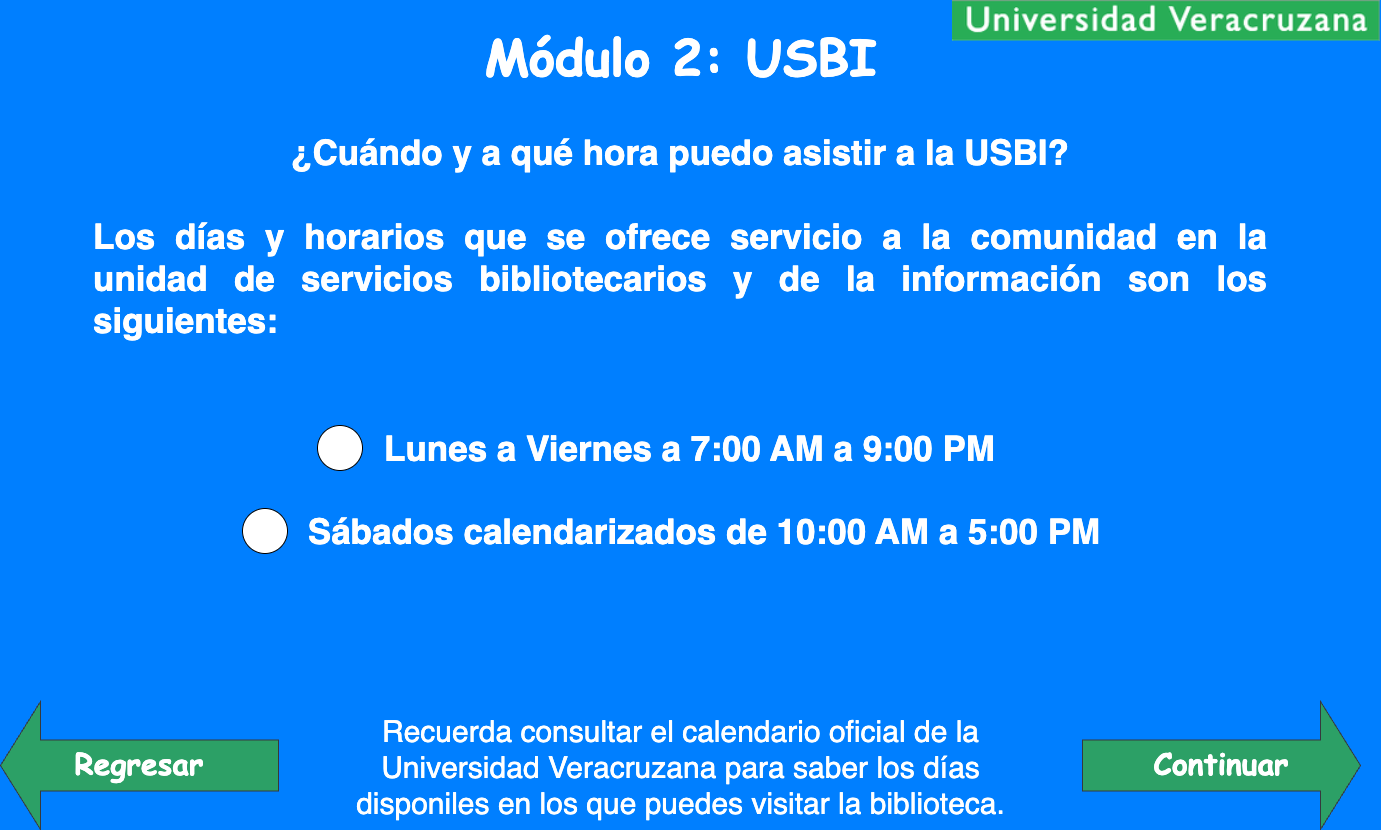 Universidad Veracruzana
Módulo 2: USBI
¿Cuándo y a qué hora puedo asistir a la USBI?
Los días y horarios que se ofrece servicio a la comunidad en la
unidad de servicios bibliotecarios y de la información son los
siguientes:
Lunes a Viernes a 7:00 AM a 9:00 PM
Sábados calendarizados de 10:00 AM a 5:00 PM
Recuerda consultar el calendario oficial de la
Universidad Veracruzana para saber los días
disponiles en los que puedes visitar la biblioteca.
Regresar
Continuar